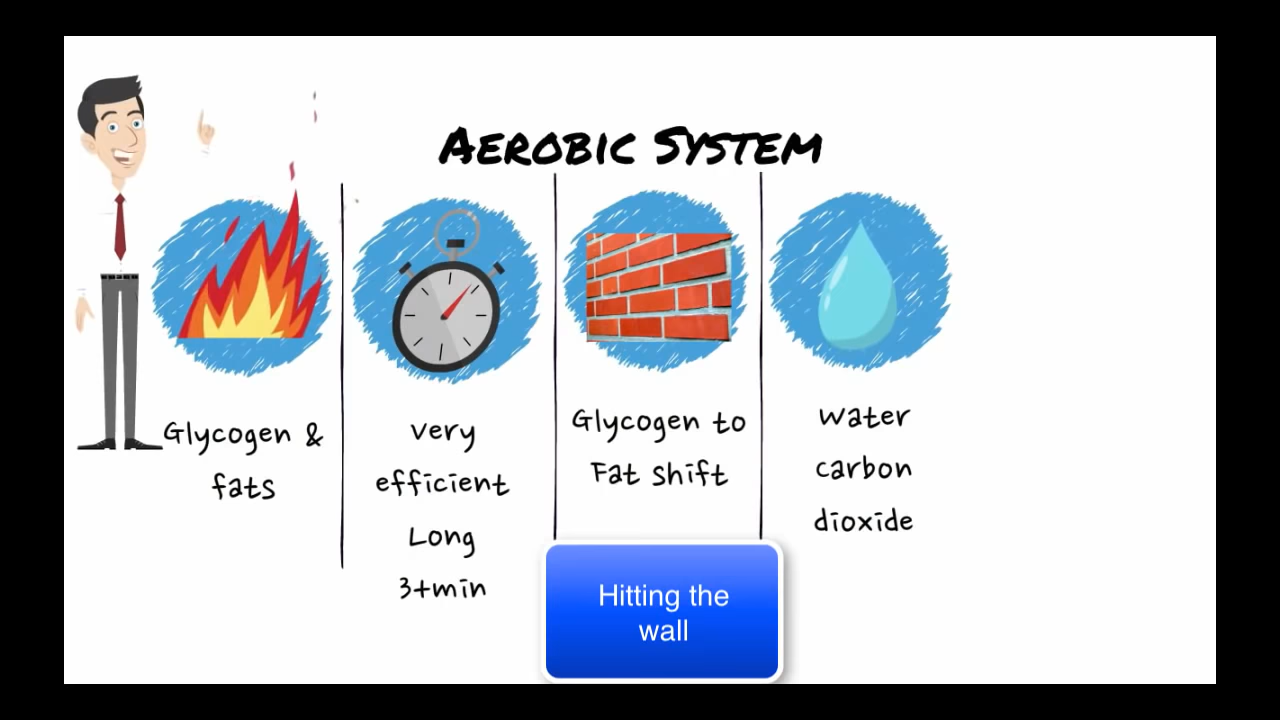 AEROBIC SYSTEM
Glycogen &
fats
very
efficient
Long
3+min
Glycogen to
Fat Shift
Hitting the
wall
Water
carbon
dioxide